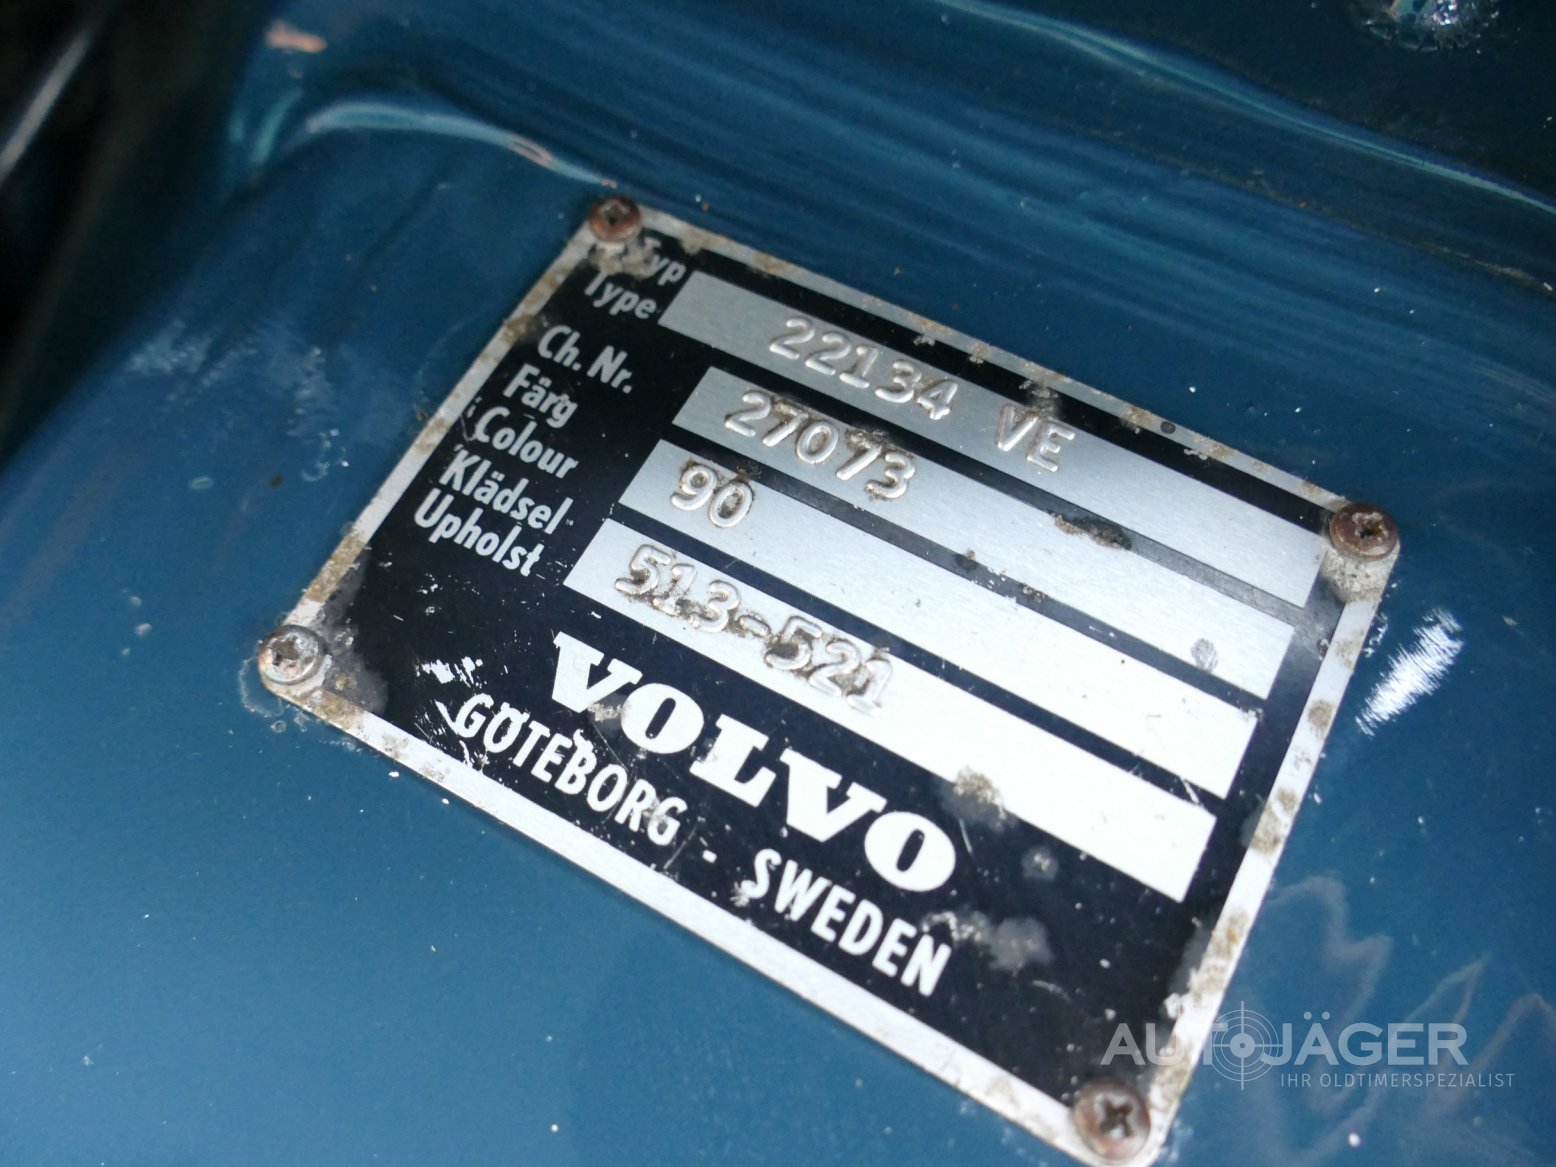 Typ
Type 22134 VE
Ch. Nr. 27073
Färg
Colour 90
Klädsel
Upholst 513-521
VOLVO
GÖTEBORG - SWEDEN
AUTOJÄGER
IHR OLDTIMERSPEZIALIST